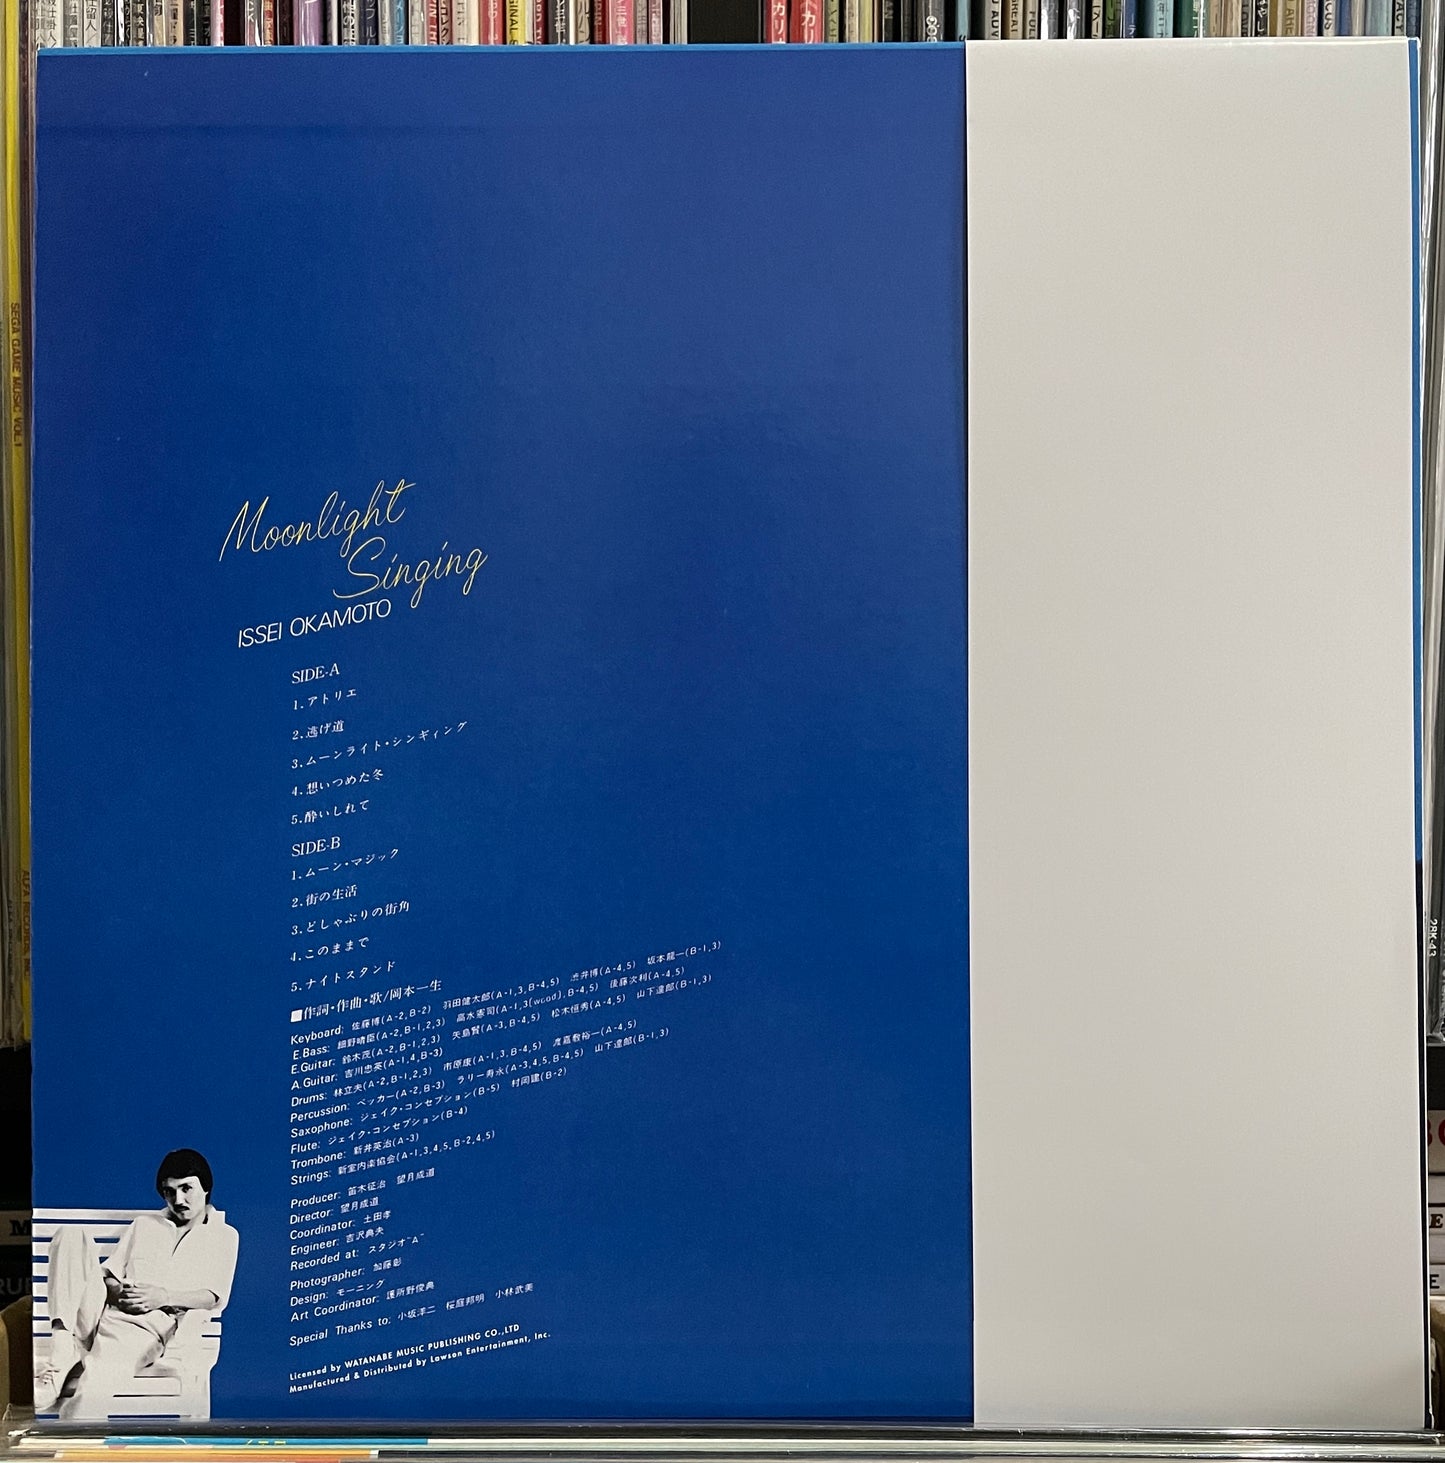 Moonlight
Singing
ISSEI OKAMOTO
SIDE-A
1.アトリエ
2.逃げ道
3.ムーンライト・シンギィング
4.想いつめた冬
5.酔いしれて
SIDE-B
1.ムーン・マジック
2.街の生活
3.どしゃぶりの街角
4.このままで
5.ナイトスタンド
■作詞・作曲・歌/岡本一生
Keyboard: 佐藤博(A-2,B-2) 羽田健太郎(A-1,3,B-4,5) 渋井博(A-4,5) 坂本龍一(B-1,3)
E.Bass: 細野晴臣(A-2,B-1,2,3) 高水憲司(A-1,3(wood),B-4,5) 後藤次利(A-4,5)
E.Guitar: 鈴木茂(A-2,B-1,2,3) 矢島賢(A-3,B-4,5) 松木恒秀(A-4,5) 山下達郎(B-1,3)
A.Guitar: 吉川忠英(A-1,4,B-3)
Drums: 林立夫(A-2,B-1,2,3) 市原康(A-1,3,B-4,5) 渡嘉敷裕一(A-4,5)
Percussion: ペッカー(A-2,B-3) ラリー寿永(A-3,4,5,B-4,5) 山下達郎(B-1,3)
Saxophone: ジェイク・コンセプション(B-5) 村岡建(B-2)
Flute: ジェイク・コンセプション(B-4)
Trombone: 新井英治(A-3)
Strings: 新室内楽協会(A-1,3,4,5,B-2,4,5)
Producer: 笛木征治 望月成道
Director: 望月成道
Coordinator: 土田孝
Engineer: 吉沢典夫
Recorded at: スタジオ"A"
Photographer: 加藤彰
Design: モーニング
Art Coordinator: 護所野俊典
Special Thanks to: 小坂洋二 桜庭邦明 小林武美
Licensed by WATANABE MUSIC PUBLISHING CO.,LTD
Manufactured & Distributed by Lawson Entertainment, Inc.
SEGA GAME MUSIC VOL.1
28K-43